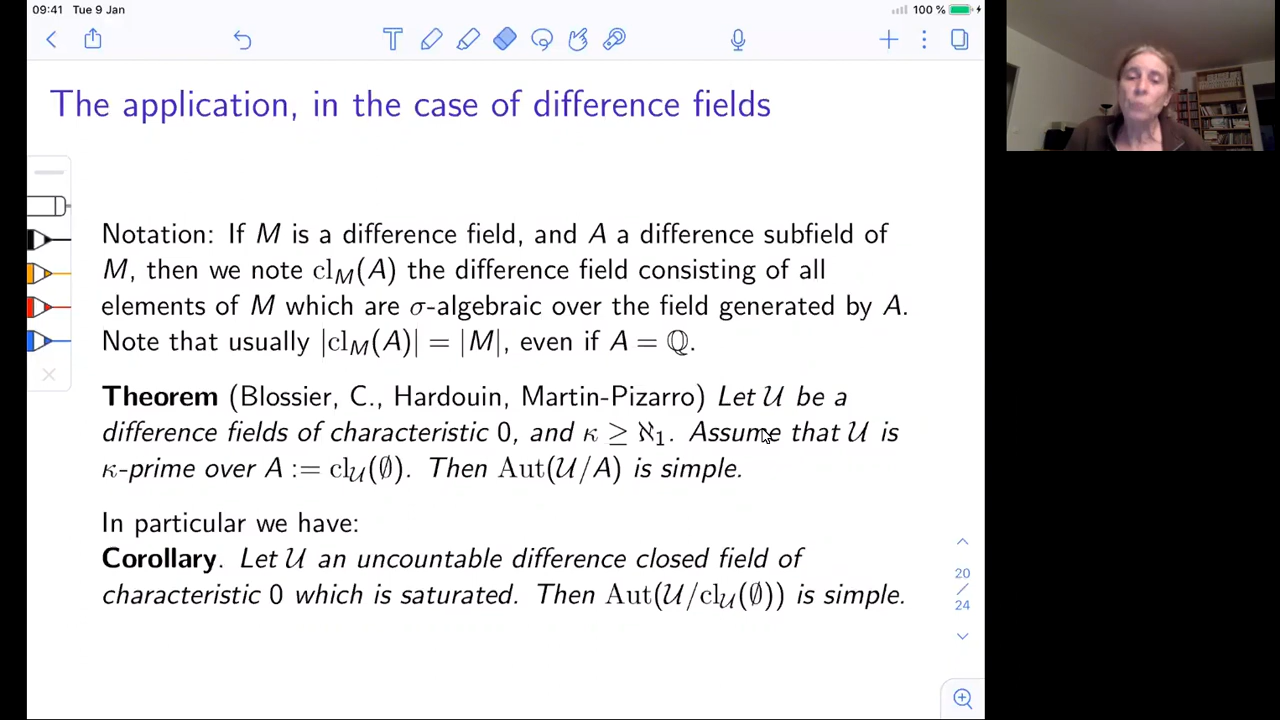 09:41 Tue 9 Jan
100 %
The application, in the case of difference fields
Notation: If M is a difference field, and A a difference subfield of
M, then we note cl_M(A) the difference field consisting of all
elements of M which are σ-algebraic over the field generated by A.
Note that usually |cl_M(A)| = |M|, even if A = ℚ.
Theorem (Blossier, C., Hardouin, Martin-Pizarro) Let 𝒰 be a
difference fields of characteristic 0, and κ ≥ ℵ₁. Assume that 𝒰 is
κ-prime over A := cl_𝒰(∅). Then Aut(𝒰/A) is simple.
In particular we have:
Corollary. Let 𝒰 an uncountable difference closed field of
characteristic 0 which is saturated. Then Aut(𝒰/cl_𝒰(∅)) is simple.
20
/
24